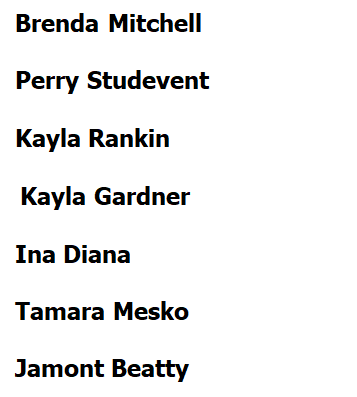 Brenda Mitchell
Perry Studevent
Kayla Rankin
Kayla Gardner
Ina Diana
Tamara Mesko
Jamont Beatty